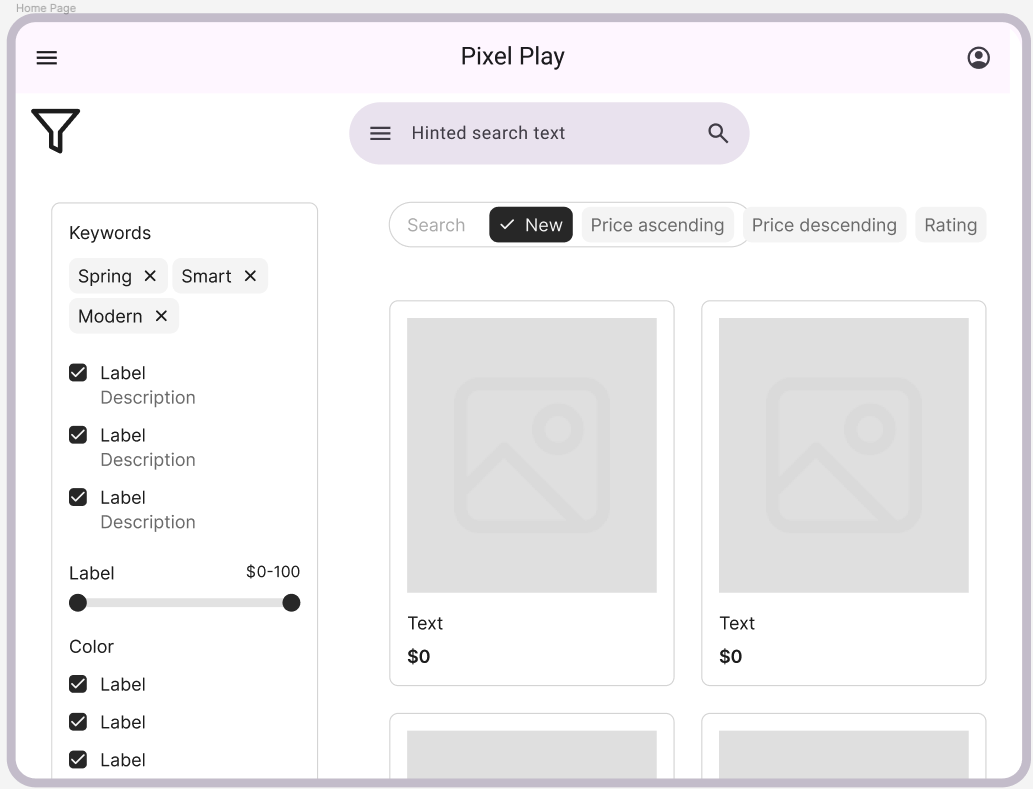 Home Page
Pixel Play
Hinted search text
Keywords
Spring
Smart
Modern
Label
Description
Label
Description
Label
Description
Label $0-100
Color
Label
Label
Label
Search New Price ascending Price descending Rating
Text
$0
Text
$0